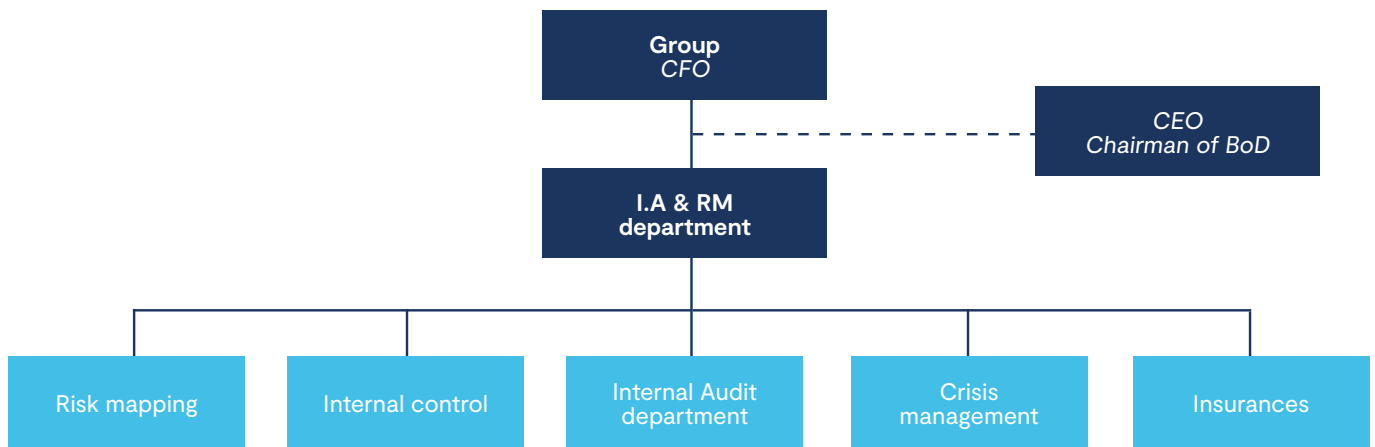 Group
CFO
CEO
Chairman of BoD
I.A & RM
department
Risk mapping
Internal control
Internal Audit
department
Crisis
management
Insurances